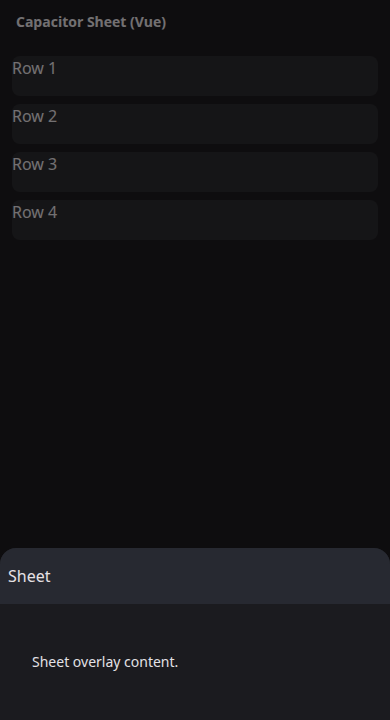 Capacitor Sheet (Vue)
Row 1
Row 2
Row 3
Row 4
Sheet
Sheet overlay content.